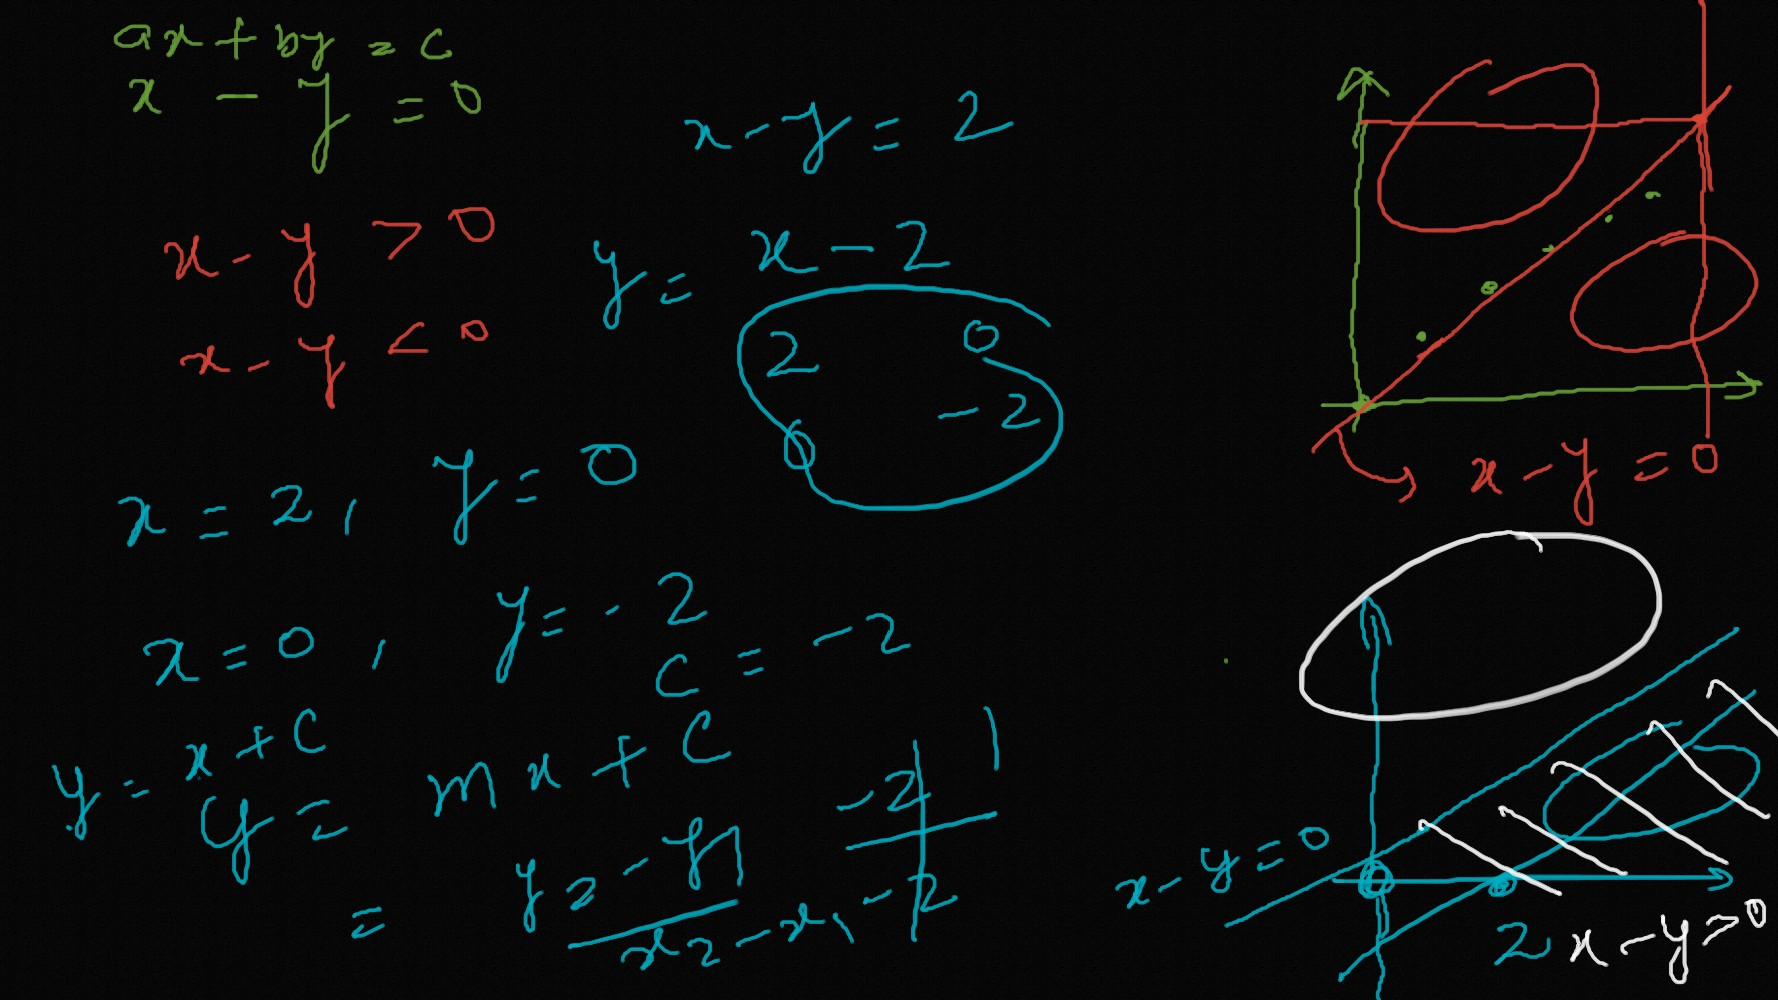 ax + by = c
x - y = 0
x - y > 0
x - y < 0
x - y = 2
y = x - 2
2 0
0 -2
x = 2, y = 0
x = 0, y = -2
c = -2
y = x + c
y = mx + c
= y2 - y1
x2 - x1
-2
-2
1
x - y = 0
x - y = 0
2
x - y > 0